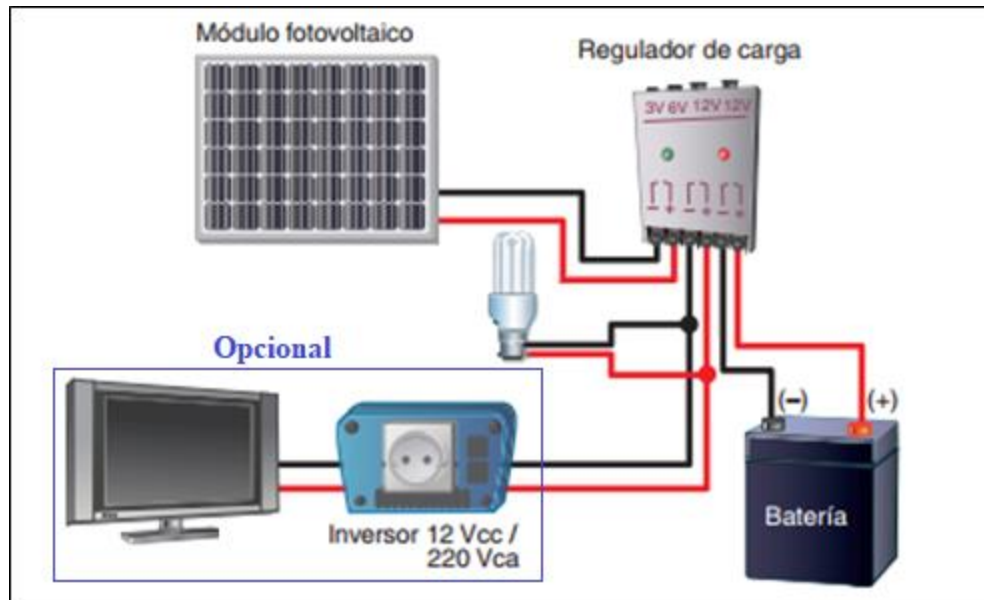 Módulo fotovoltaico
Regulador de carga
3V 6V 12V 12V
- + - + - +
Opcional
(-) (+)
Batería
Inversor 12 Vcc /
220 Vca